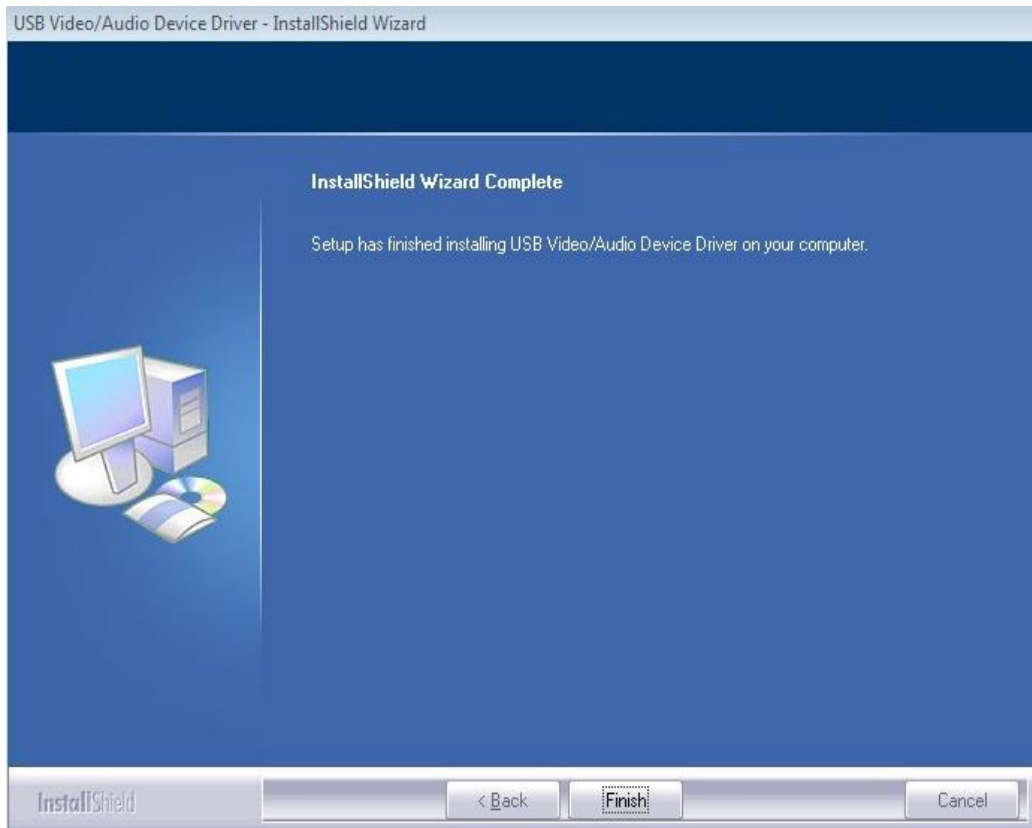 USB Video/Audio Device Driver - InstallShield Wizard
InstallShield Wizard Complete
Setup has finished installing USB Video/Audio Device Driver on your computer.
InstallShield
< Back
Finish
Cancel